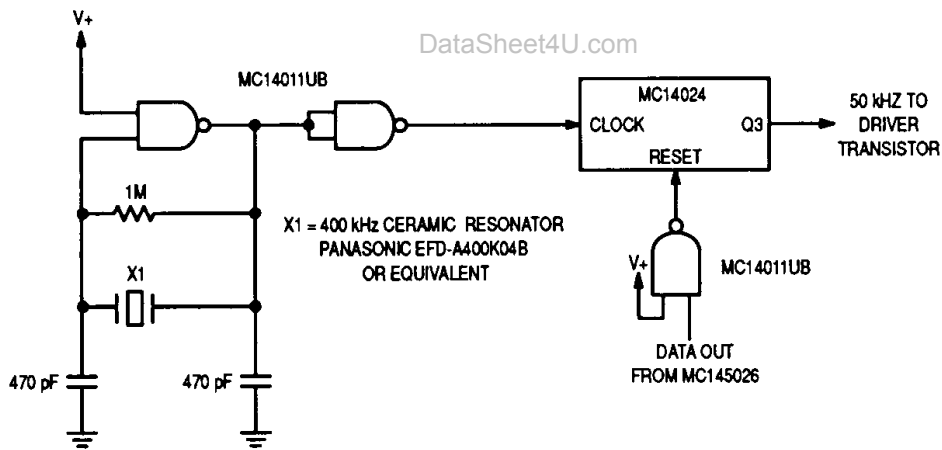 V+
DataSheet4U.com
MC14011UB
MC14024
CLOCK
Q3
RESET
50 kHZ TO
DRIVER
TRANSISTOR
1M
X1 = 400 kHz CERAMIC RESONATOR
PANASONIC EFD-A400K04B
OR EQUIVALENT
X1
V+
MC14011UB
470 pF
470 pF
DATA OUT
FROM MC145026